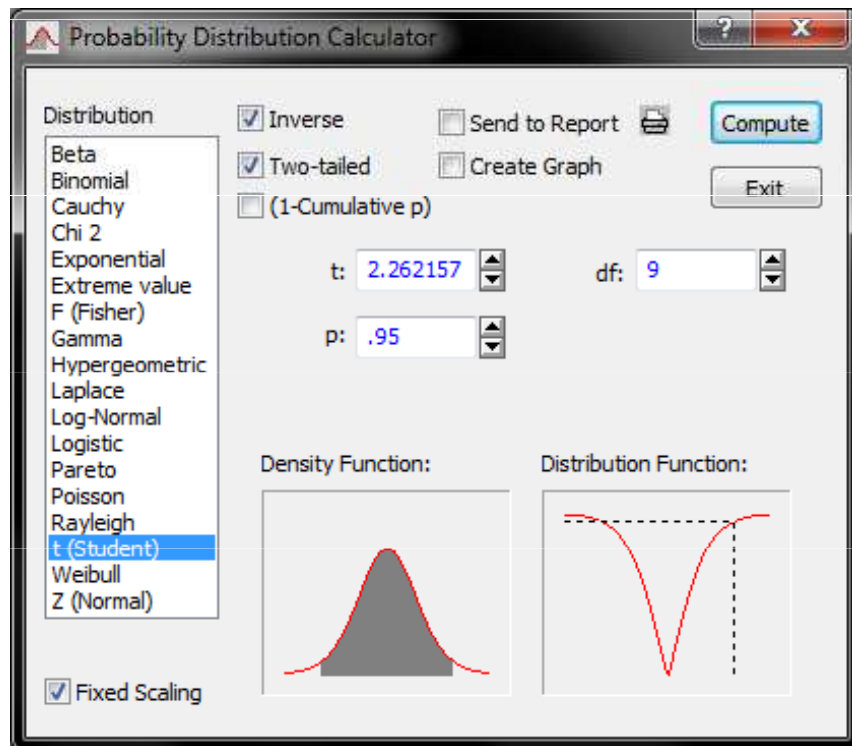 Probability Distribution Calculator
?
X
Distribution
Beta
Binomial
Cauchy
Chi 2
Exponential
Extreme value
F (Fisher)
Gamma
Hypergeometric
Laplace
Log-Normal
Logistic
Pareto
Poisson
Rayleigh
t (Student)
Weibull
Z (Normal)
Fixed Scaling
Inverse
Two-tailed
(1-Cumulative p)
Send to Report
Create Graph
Compute
Exit
t: 2.262157
df: 9
p: .95
Density Function:
Distribution Function: